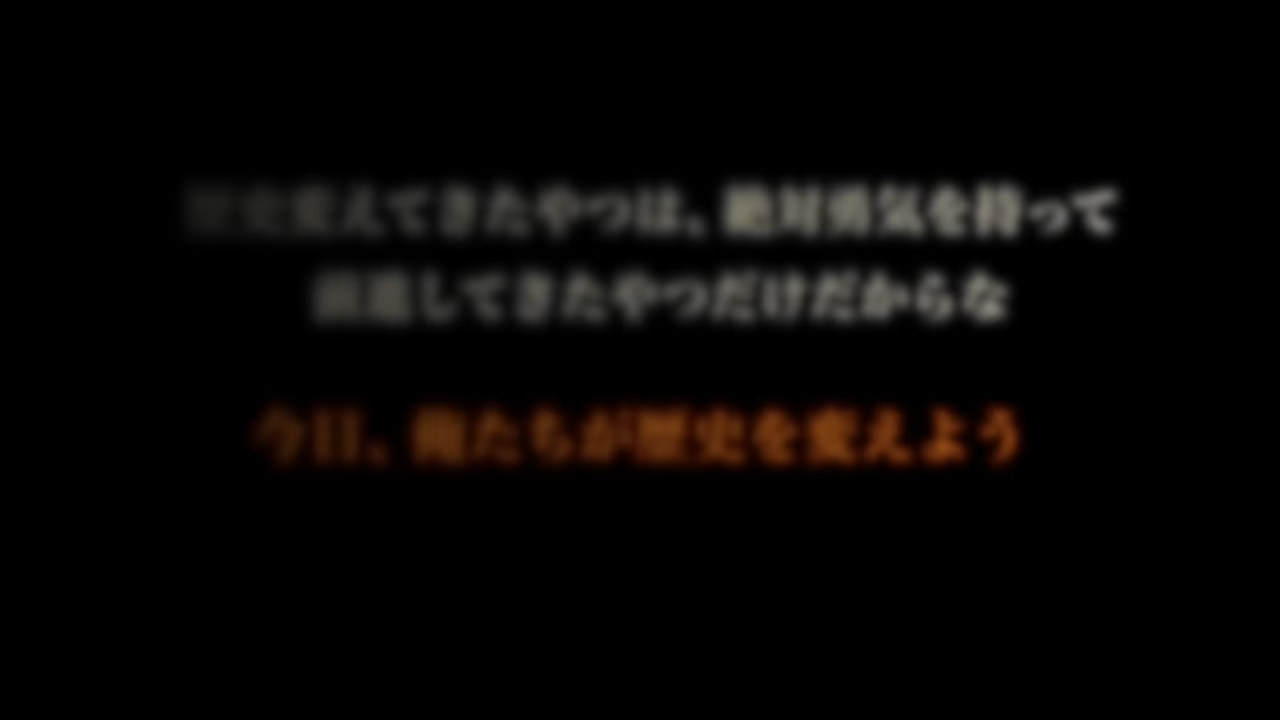 歴史変えてきたやつは、絶対勇気を持って
前進してきたやつだけだからな
今日、俺たちが歴史を変えよう